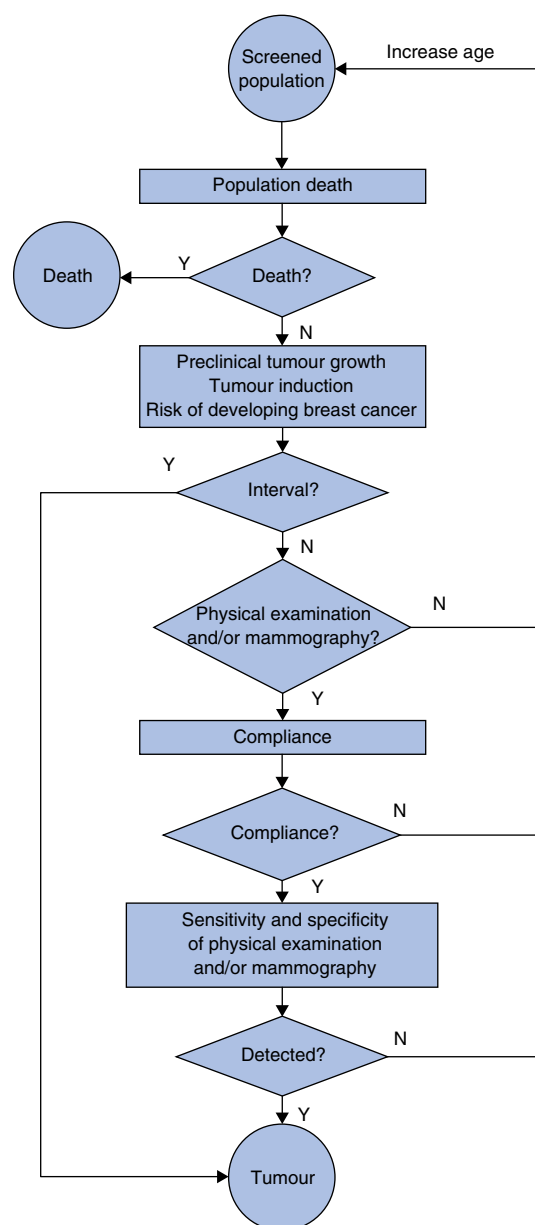 Screened
population
Increase age
Population death
Death
Y
Death?
N
Preclinical tumour growth
Tumour induction
Risk of developing breast cancer
Y
Interval?
N
Physical examination
and/or mammography?
N
Y
Compliance
Compliance?
N
Y
Sensitivity and specificity
of physical examination
and/or mammography
Detected?
N
Y
Tumour